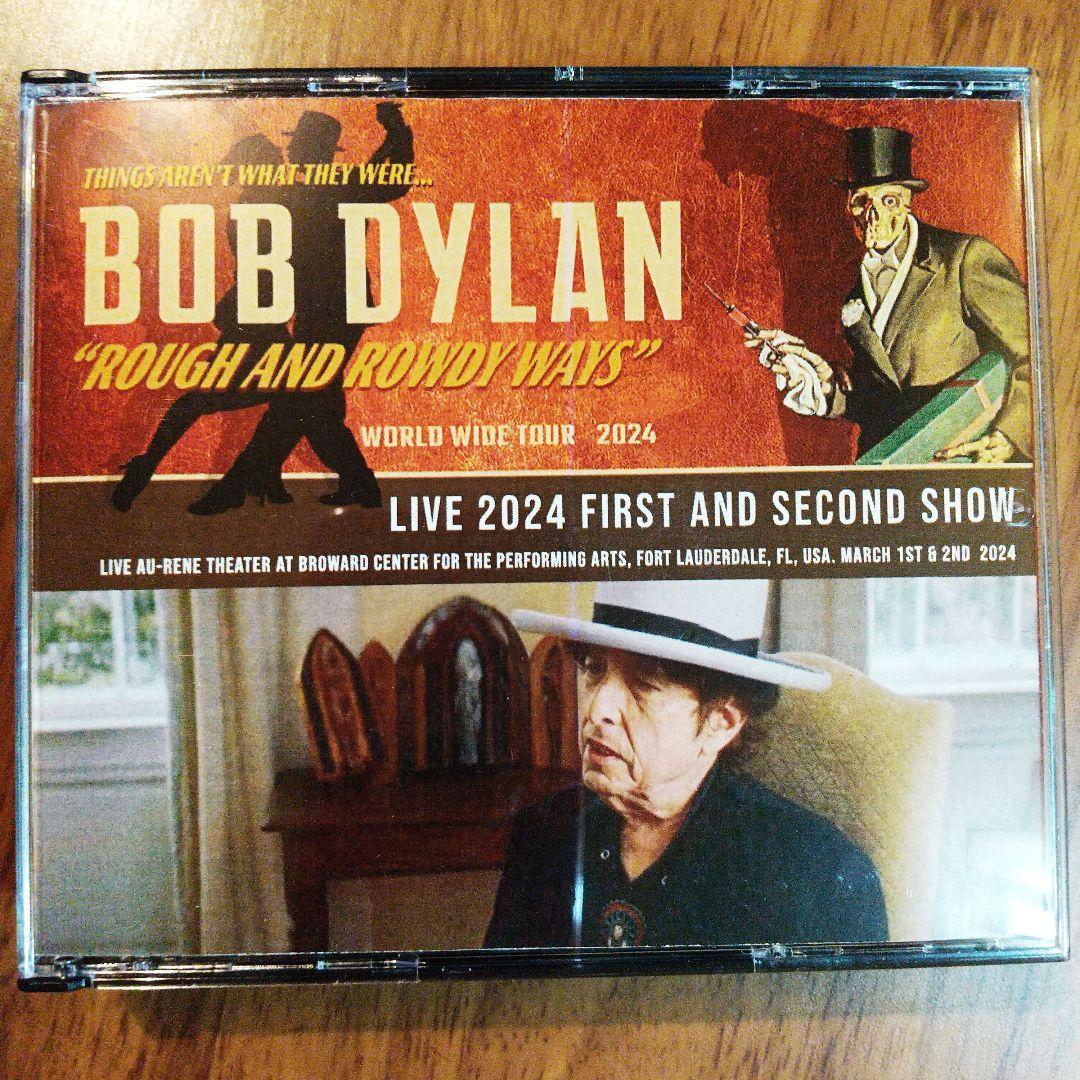 THINGS AREN'T WHAT THEY WERE...
BOB DYLAN
"ROUGH AND ROWDY WAYS"
WORLD WIDE TOUR 2024
LIVE 2024 FIRST AND SECOND SHOW
LIVE AU-RENE THEATER AT BROWARD CENTER FOR THE PERFORMING ARTS, FORT LAUDERDALE, FL, USA. MARCH 1ST & 2ND 2024